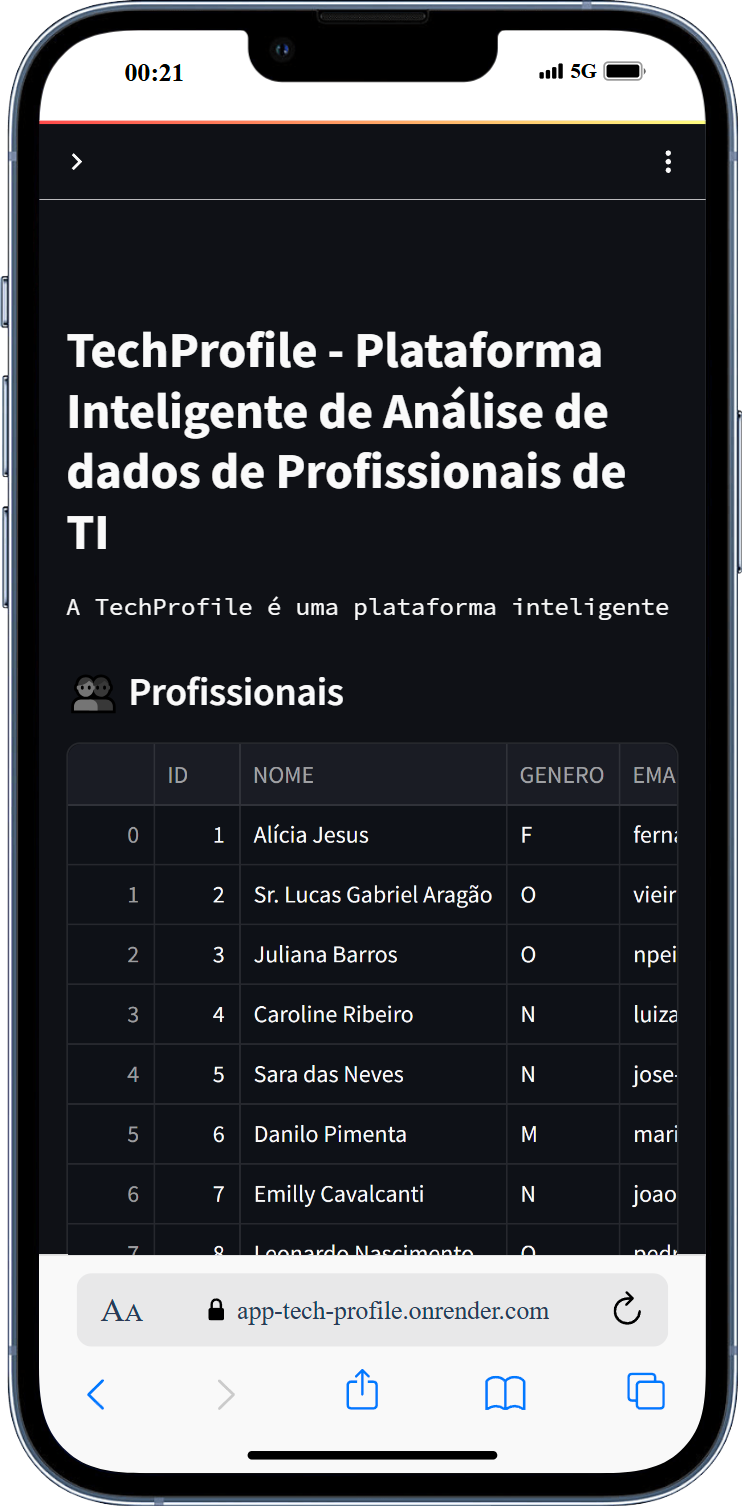 00:21 5G
TechProfile - Plataforma
Inteligente de Análise de
dados de Profissionais de
TI
A TechProfile é uma plataforma inteligente
Profissionais
ID NOME GENERO EMA
0 1 Alícia Jesus F ferna
1 2 Sr. Lucas Gabriel Aragão O vieir
2 3 Juliana Barros O npei
3 4 Caroline Ribeiro N luiza
4 5 Sara das Neves N jose-
5 6 Danilo Pimenta M mari
6 7 Emilly Cavalcanti N joao
7 8 Leonardo Nascimento O pedr
AA app-tech-profile.onrender.com